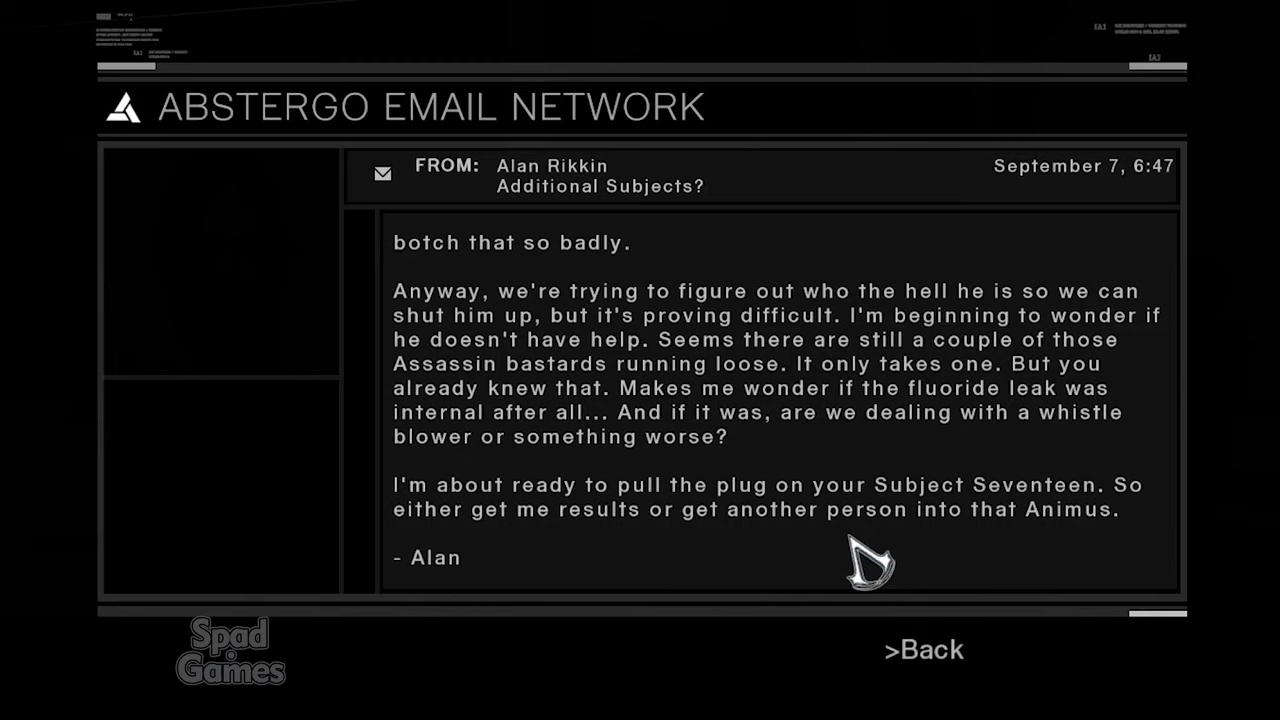 ABSTERGO EMAIL NETWORK
FROM: Alan Rikkin
September 7, 6:47
Additional Subjects?
botch that so badly.
Anyway, we're trying to figure out who the hell he is so we can
shut him up, but it's proving difficult. I'm beginning to wonder if
he doesn't have help. Seems there are still a couple of those
Assassin bastards running loose. It only takes one. But you
already knew that. Makes me wonder if the fluoride leak was
internal after all... And if it was, are we dealing with a whistle
blower or something worse?
I'm about ready to pull the plug on your Subject Seventeen. So
either get me results or get another person into that Animus.
- Alan
Spad
Games
>Back